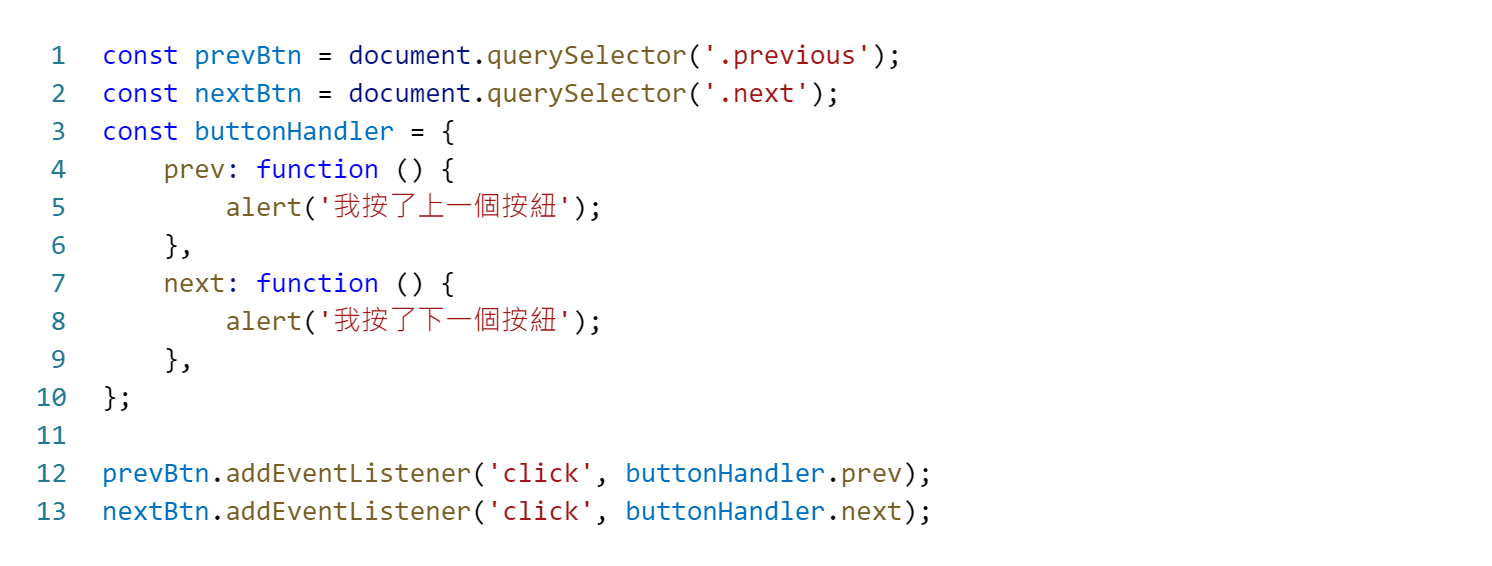 1 const prevBtn = document.querySelector('.previous');
2 const nextBtn = document.querySelector('.next');
3 const buttonHandler = {
4     prev: function () {
5         alert('我按了上一個按紐');
6     },
7     next: function () {
8         alert('我按了下一個按紐');
9     },
10 };
11
12 prevBtn.addEventListener('click', buttonHandler.prev);
13 nextBtn.addEventListener('click', buttonHandler.next);